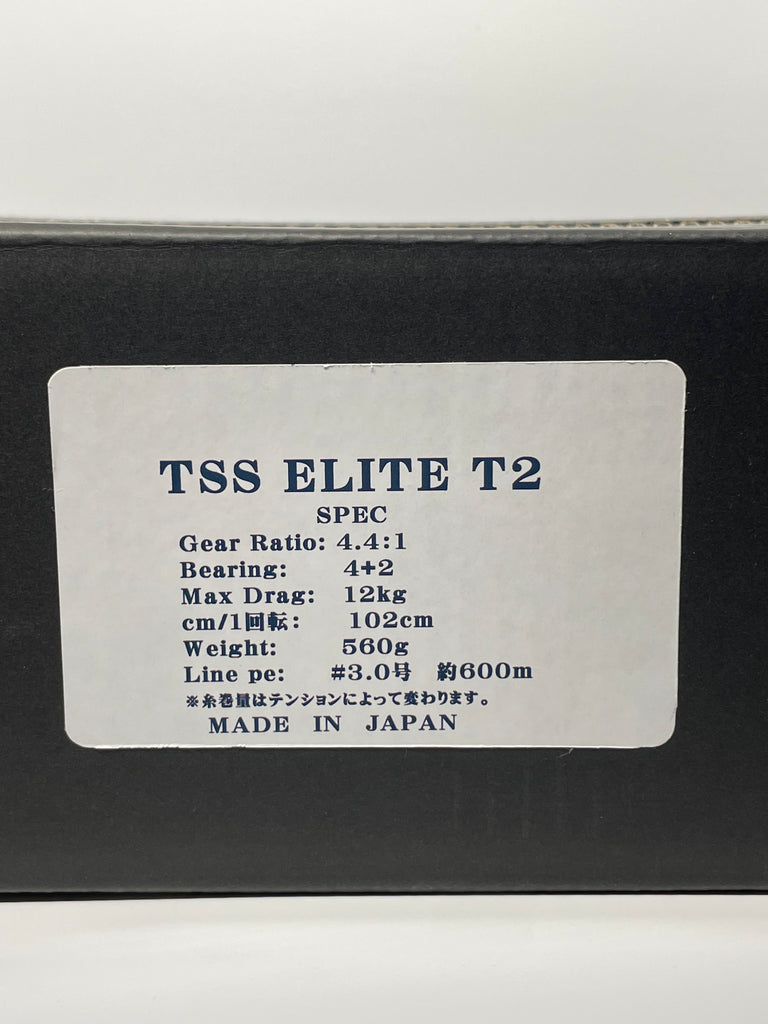 TSS ELITE T2
SPEC
Gear Ratio: 4.4:1
Bearing: 4+2
Max Drag: 12kg
cm/1回転: 102cm
Weight: 560g
Line pe: #3.0号 約600m
※糸巻量はテンションによって変わります。
MADE IN JAPAN